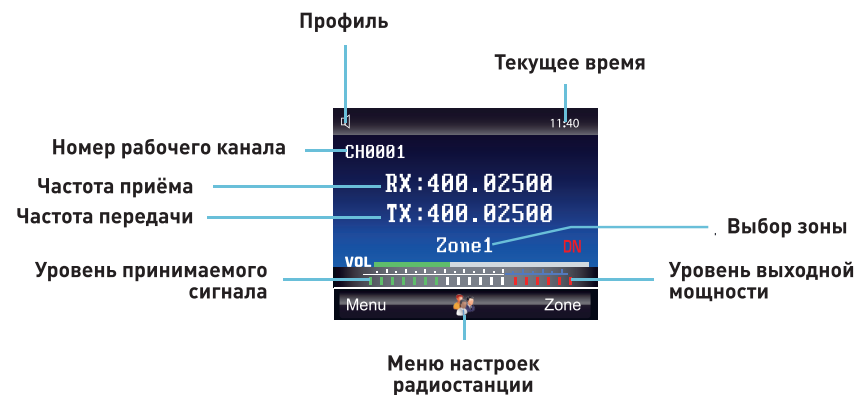 Профиль
Текущее время
11:40
Номер рабочего канала
CH0001
Частота приёма
RX:400.02500
Частота передачи
TX:400.02500
Выбор зоны
Zone1
DN
VOL
Уровень принимаемого
сигнала
Уровень выходной
мощности
Menu
Zone
Меню настроек
радиостанции